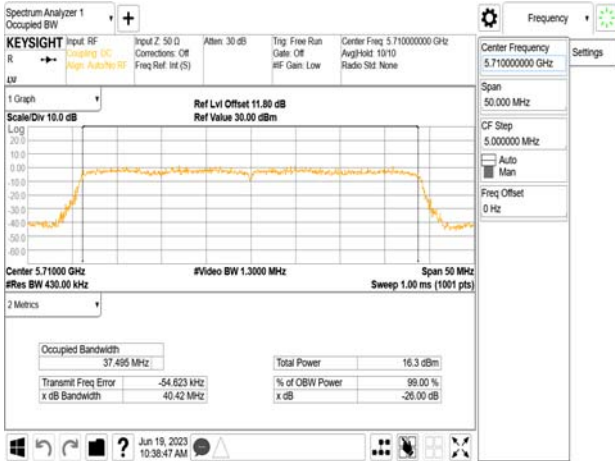 Spectrum Analyzer 1
Occupied BW
+
Frequency
KEYSIGHT
R
Input: RF
Coupling: DC
Align: Auto/No RF
Input Z: 50 Ω
Corrections: Off
Freq Ref: Int (S)
Atten: 30 dB
Trig: Free Run
Gate: Off
#IF Gain: Low
Center Freq: 5.710000000 GHz
Avg|Hold: 10/10
Radio Std: None
Center Frequency
5.710000000 GHz
Settings
Span
50.000 MHz
CF Step
5.000000 MHz
Auto
Man
Freq Offset
0 Hz
1 Graph
Scale/Div 10.0 dB
Ref Lvl Offset 11.80 dB
Ref Value 30.00 dBm
Log
20.0
10.0
0.00
-10.0
-20.0
-30.0
-40.0
-50.0
-60.0
Center 5.71000 GHz
#Res BW 430.00 kHz
#Video BW 1.3000 MHz
Span 50 MHz
Sweep 1.00 ms (1001 pts)
2 Metrics
Occupied Bandwidth
37.495 MHz
Total Power 16.3 dBm
Transmit Freq Error -54.623 kHz
% of OBW Power 99.00 %
x dB Bandwidth 40.42 MHz
x dB -26.00 dB
?
Jun 19, 2023
10:38:47 AM